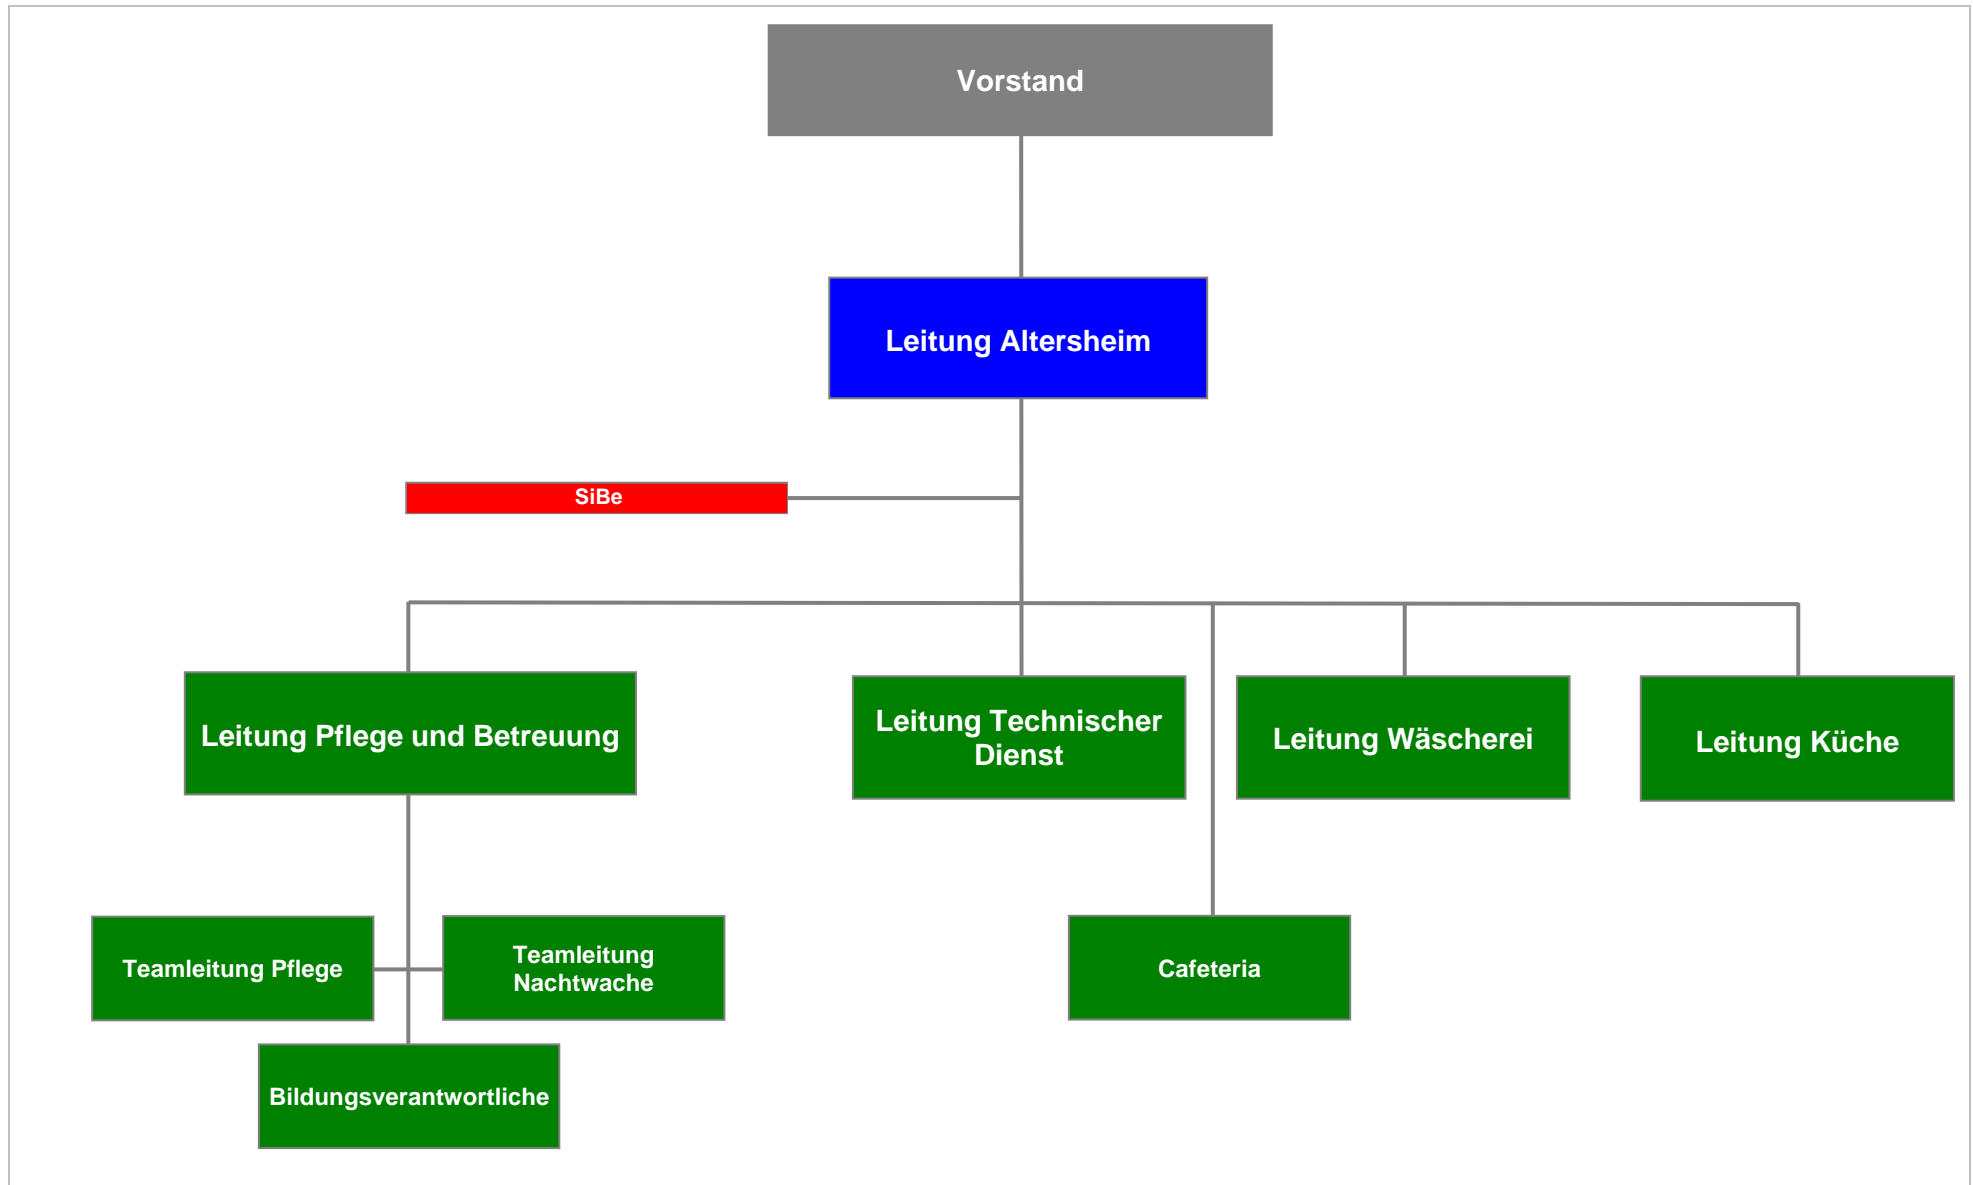 Vorstand
Leitung Altersheim
SiBe
Leitung Pflege und Betreuung
Leitung Technischer
Dienst
Leitung Wäscherei
Leitung Küche
Teamleitung Pflege
Teamleitung
Nachtwache
Cafeteria
Bildungsverantwortliche